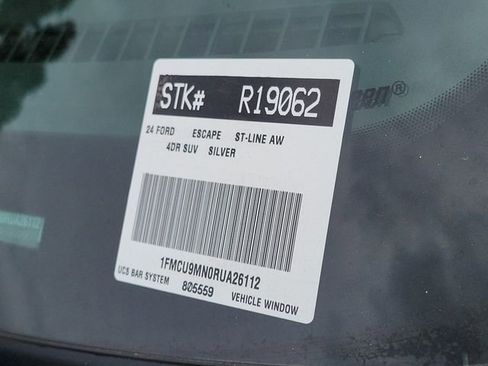 STK# R19062
24 FORD ESCAPE ST-LINE AW
4DR SUV SILVER
1FMCU9MN0RUA26112
UCS BAR SYSTEM 805559 VEHICLE WINDOW